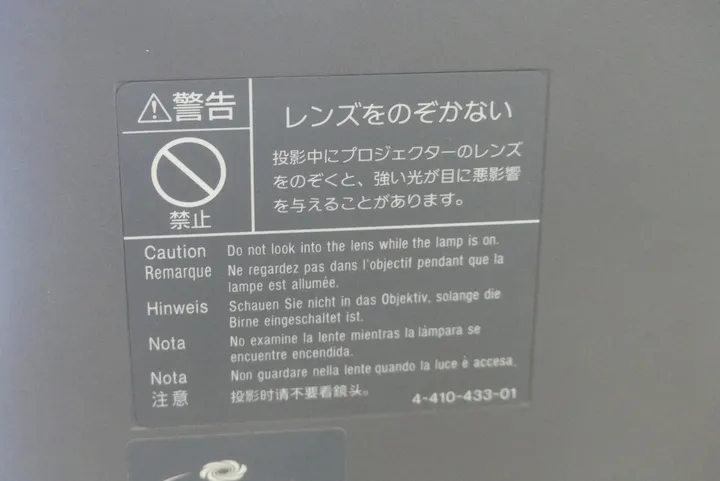 ⚠警告
禁止
レンズをのぞかない
投影中にプロジェクターのレンズ
をのぞくと、強い光が目に悪影響
を与えることがあります。
Caution Do not look into the lens while the lamp is on.
Remarque Ne regardez pas dans l'objectif pendant que la
lampe est allumée.
Hinweis Schauen Sie nicht in das Objektiv, solange die
Birne eingeschaltet ist.
Nota No examine la lente mientras la lámpara se
encuentre encendida.
Nota Non guardare nella lente quando la luce è accesa.
注意 投影时请不要看鏡头。
4-410-433-01